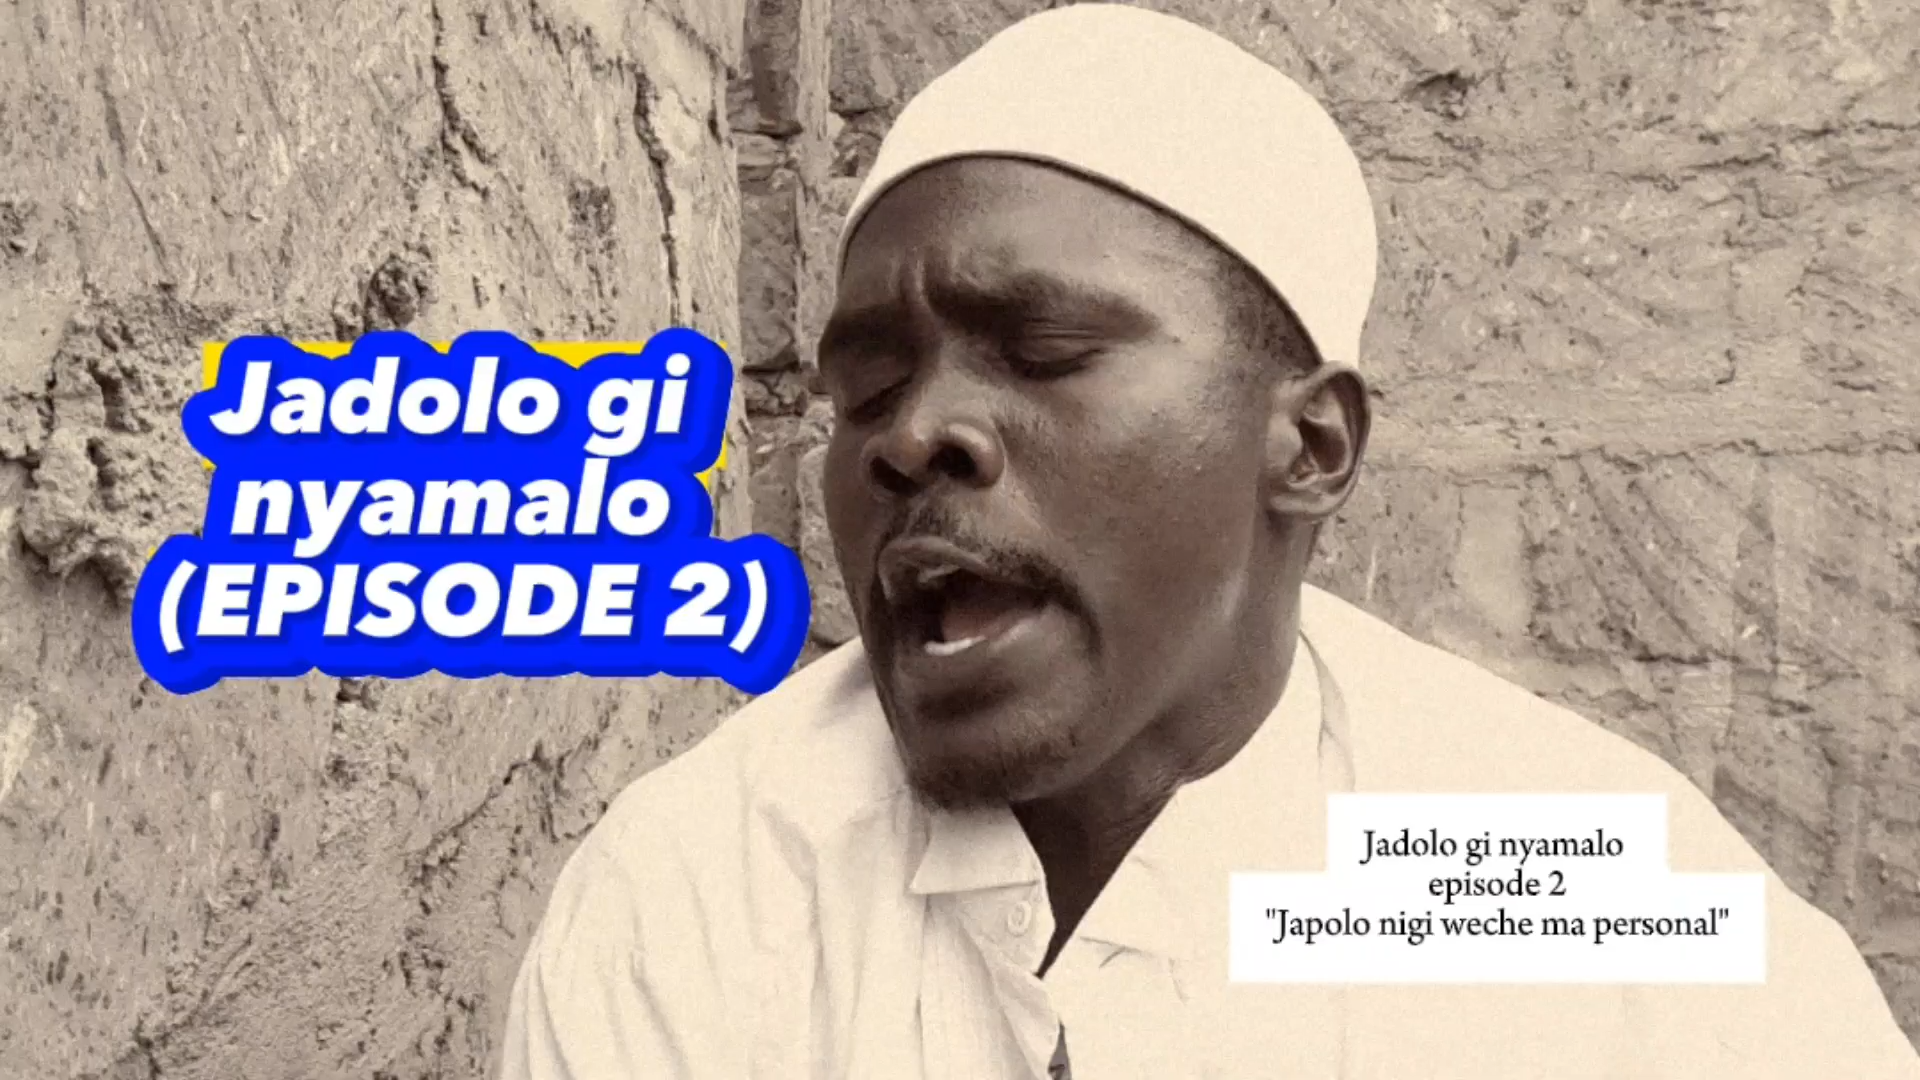 Jadolo gi
nyamalo
(EPISODE 2)
Jadolo gi nyamalo
episode 2
"Japolo nigi weche ma personal"